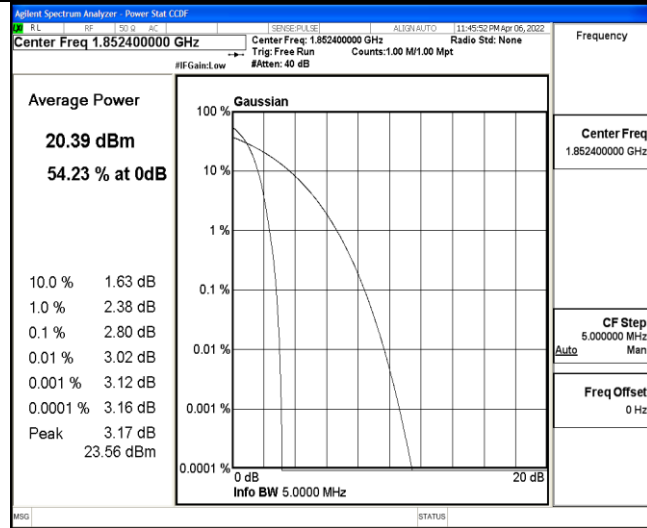 Agilent Spectrum Analyzer - Power Stat CCDF
RL RF 50 Ω AC SENSE:PULSE ALIGNAUTO 11:45:52 PM Apr 06, 2022
Center Freq 1.852400000 GHz
Center Freq: 1.852400000 GHz Radio Std: None
Trig: Free Run Counts:1.00 M/1.00 Mpt
#IFGain:Low #Atten: 40 dB
Frequency
Average Power
20.39 dBm
54.23 % at 0dB
10.0 % 1.63 dB
1.0 % 2.38 dB
0.1 % 2.80 dB
0.01 % 3.02 dB
0.001 % 3.12 dB
0.0001 % 3.16 dB
Peak 3.17 dB
23.56 dBm
Gaussian
100 %
10 %
1 %
0.1 %
0.01 %
0.001 %
0.0001 %
0 dB 20 dB
Info BW 5.0000 MHz
Center Freq
1.852400000 GHz
CF Step
5.000000 MHz
Auto Man
Freq Offset
0 Hz
MSG STATUS